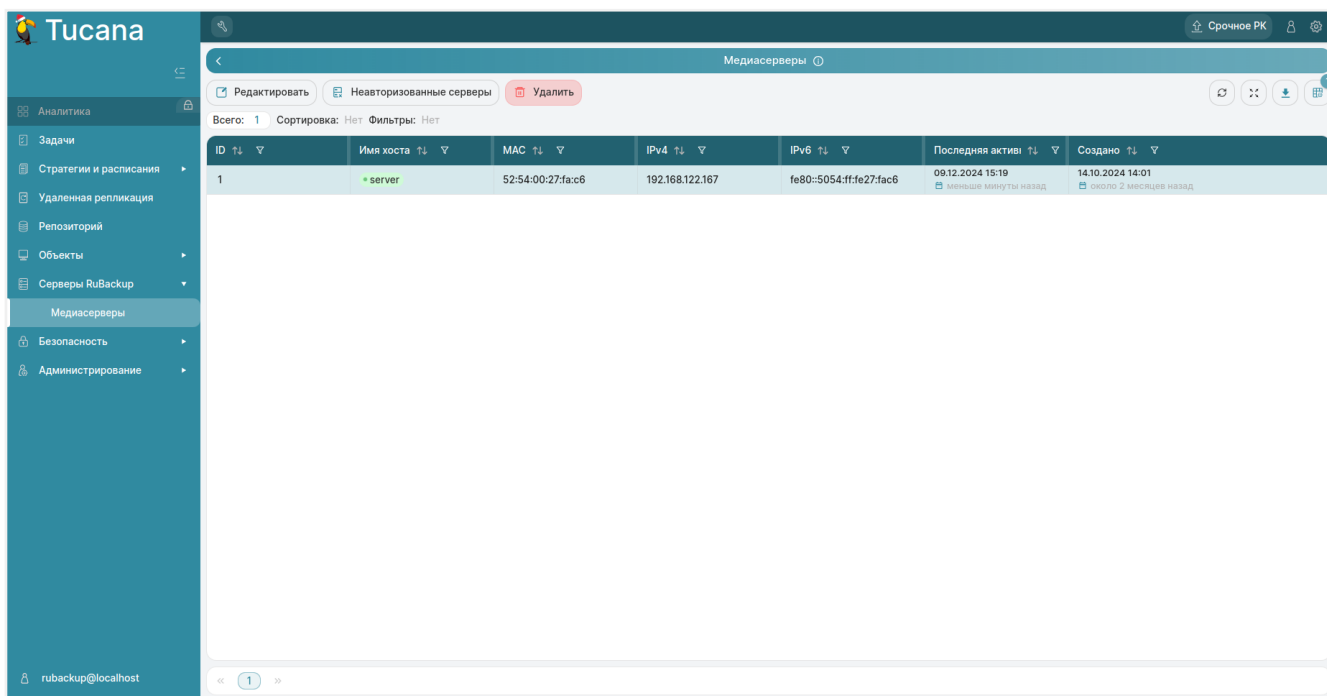 Tucana
Срочное РК
Медиасерверы
Редактировать Неавторизованные серверы Удалить
Всего: 1 Сортировка: Нет Фильтры: Нет
ID Имя хоста MAC IPv4 IPv6 Последняя активі Создано
1 server 52:54:00:27:fa:c6 192.168.122.167 fe80::5054:ff:fe27:fac6 09.12.2024 15:19 14.10.2024 14:01
меньше минуты назад около 2 месяцев назад
Аналитика
Задачи
Стратегии и расписания
Удаленная репликация
Репозиторий
Объекты
Серверы RuBackup
Медиасерверы
Безопасность
Администрирование
rubackup@localhost
« 1 »